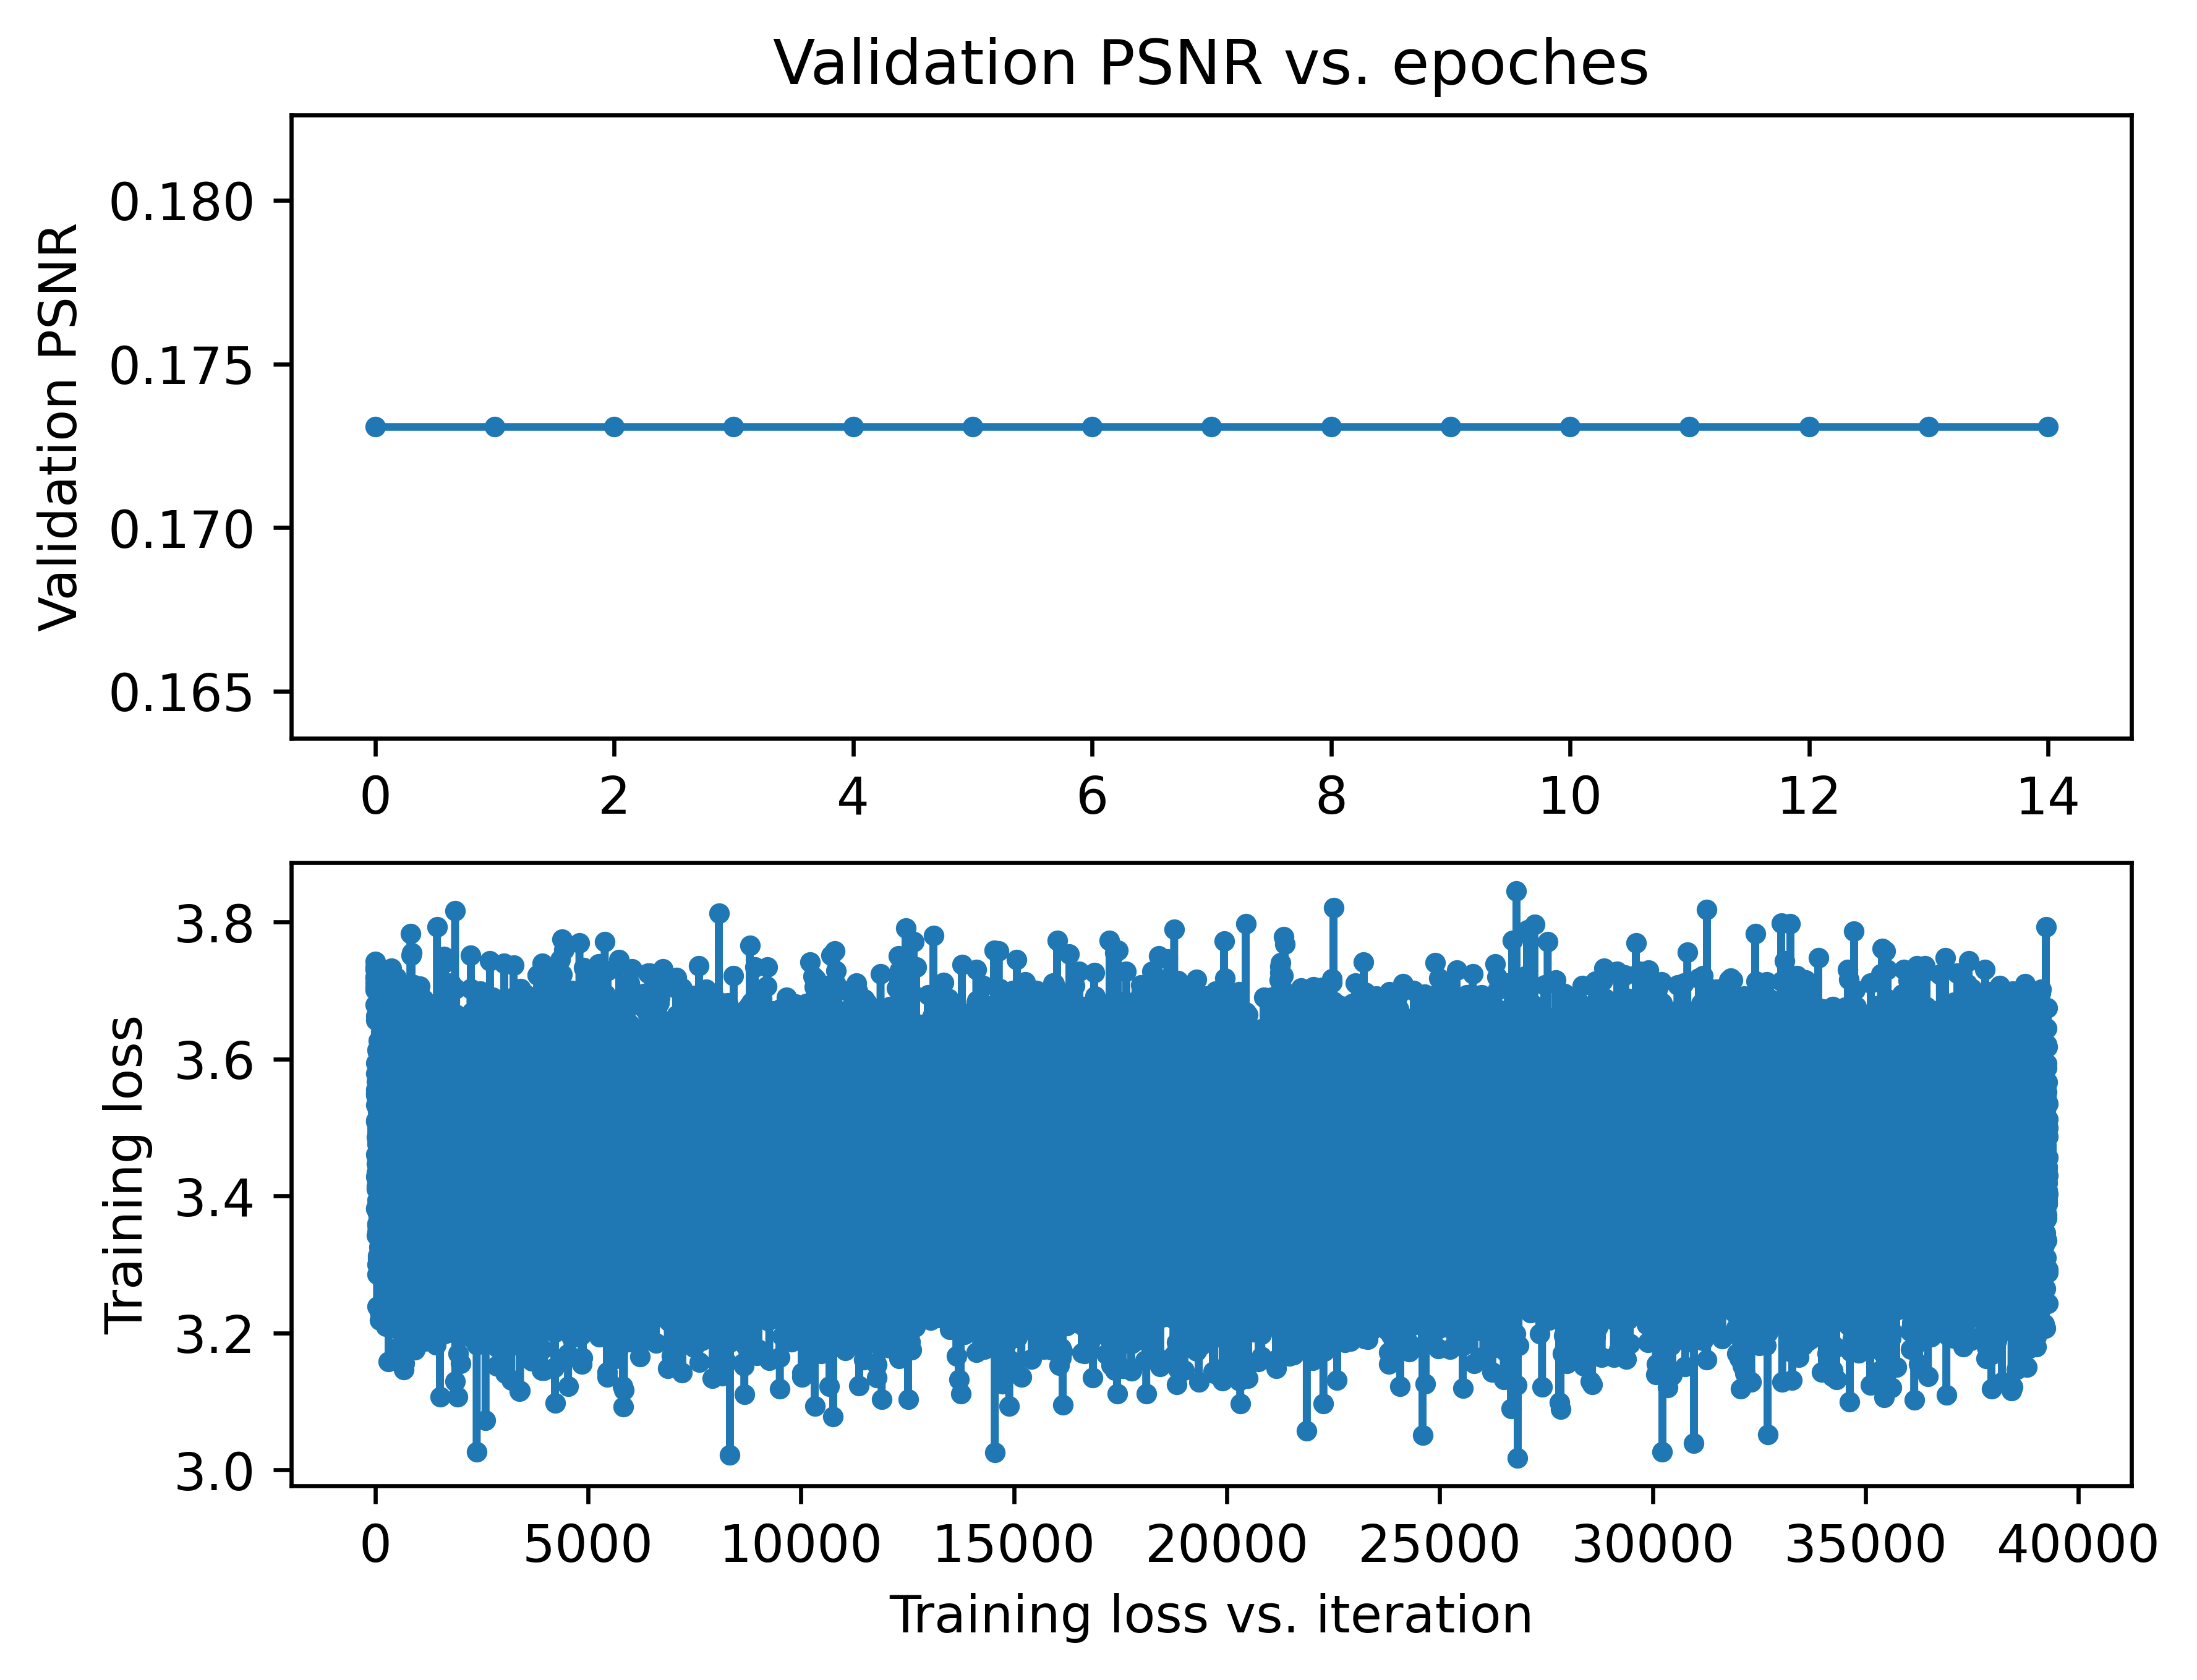 Validation PSNR vs. epoches
Validation PSNR
0.180
0.175
0.170
0.165
0 2 4 6 8 10 12 14
Training loss
3.8
3.6
3.4
3.2
3.0
0 5000 10000 15000 20000 25000 30000 35000 40000
Training loss vs. iteration